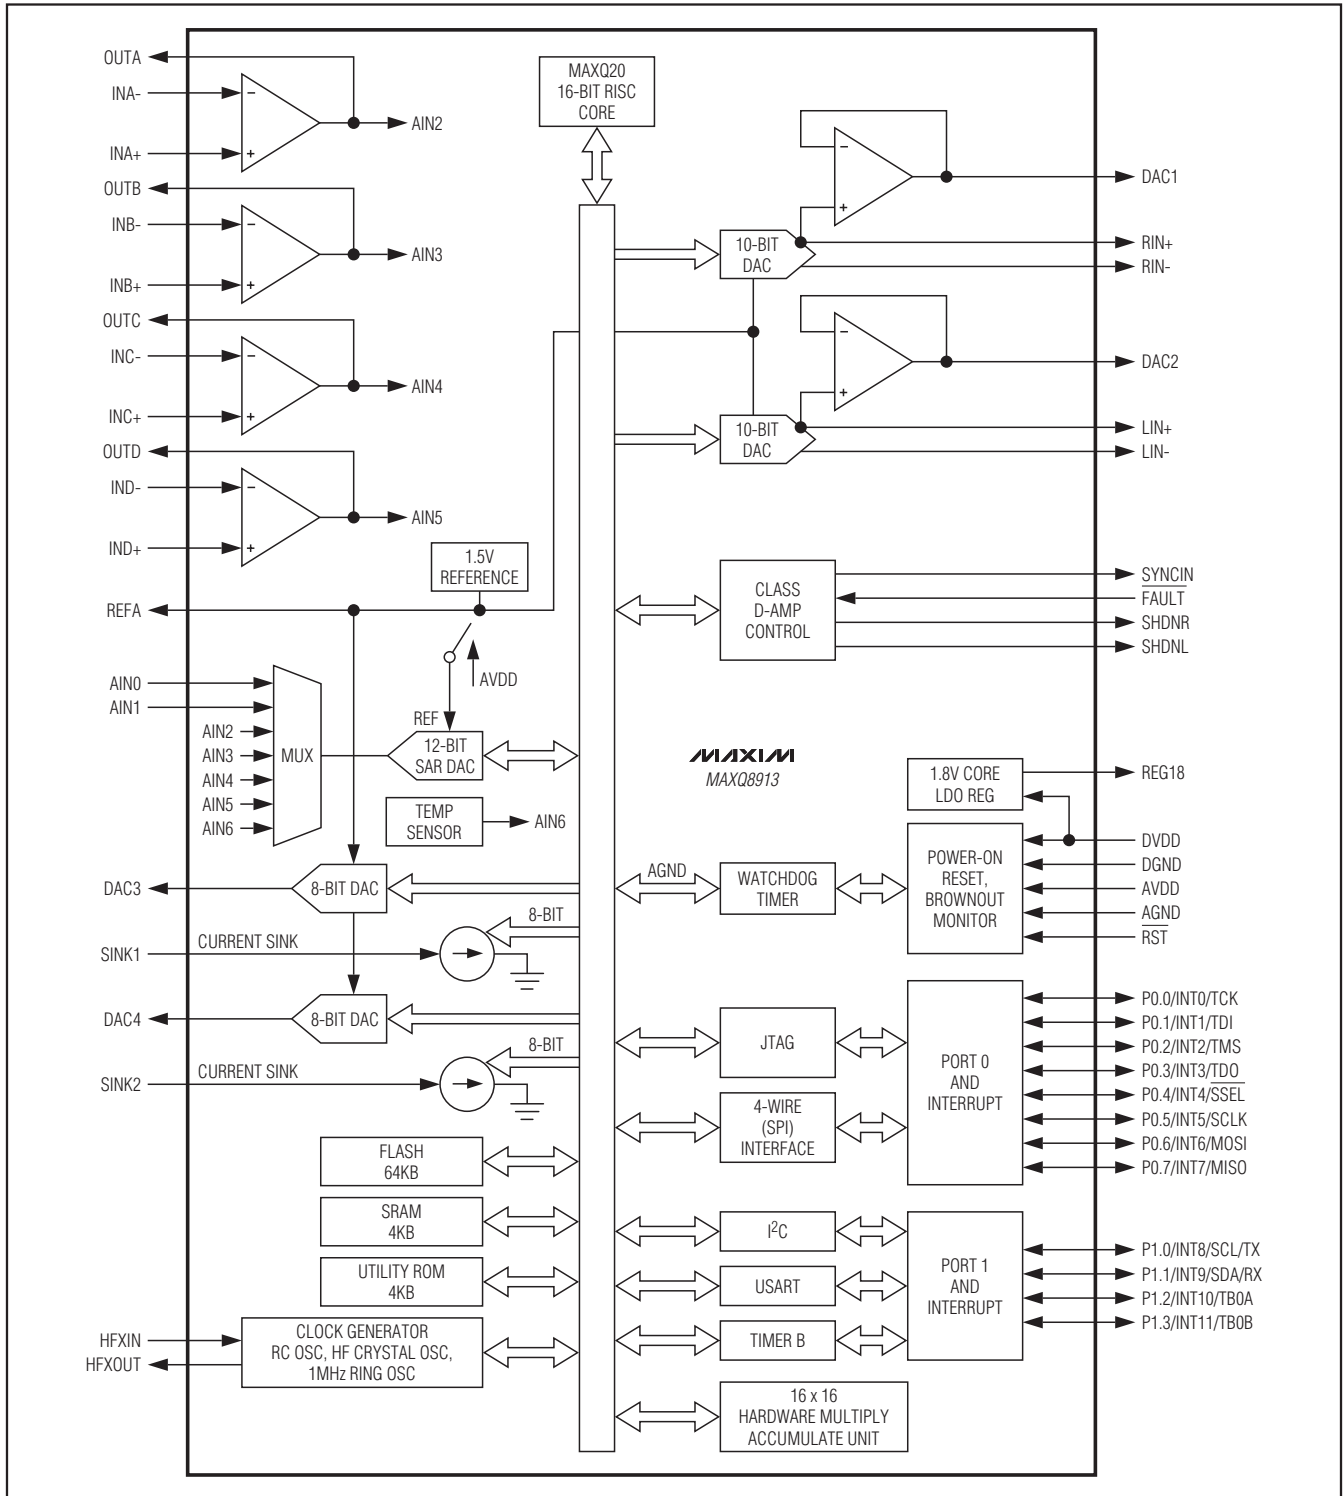 OUTA
INA-
INA+
AIN2
OUTB
INB-
INB+
AIN3
OUTC
INC-
INC+
AIN4
OUTD
IND-
IND+
AIN5
MAXQ20
16-BIT RISC
CORE
DAC1
10-BIT
DAC
RIN+
RIN-
DAC2
10-BIT
DAC
LIN+
LIN-
1.5V
REFERENCE
REFA
AVDD
REF
CLASS
D-AMP
CONTROL
SYNCIN
FAULT
SHDNR
SHDNL
AIN0
AIN1
AIN2
AIN3
AIN4
AIN5
AIN6
MUX
12-BIT
SAR DAC
TEMP
SENSOR
AIN6
MAXIM
MAXQ8913
1.8V CORE
LDO REG
REG18
DAC3
8-BIT DAC
AGND
WATCHDOG
TIMER
POWER-ON
RESET,
BROWNOUT
MONITOR
DVDD
DGND
AVDD
AGND
RST
8-BIT
SINK1
CURRENT SINK
DAC4
8-BIT DAC
8-BIT
SINK2
CURRENT SINK
JTAG
4-WIRE
(SPI)
INTERFACE
PORT 0
AND
INTERRUPT
P0.0/INT0/TCK
P0.1/INT1/TDI
P0.2/INT2/TMS
P0.3/INT3/TDO
P0.4/INT4/SSEL
P0.5/INT5/SCLK
P0.6/INT6/MOSI
P0.7/INT7/MISO
FLASH
64KB
SRAM
4KB
UTILITY ROM
4KB
HFXIN
HFXOUT
CLOCK GENERATOR
RC OSC, HF CRYSTAL OSC,
1MHz RING OSC
I²C
USART
TIMER B
PORT 1
AND
INTERRUPT
P1.0/INT8/SCL/TX
P1.1/INT9/SDA/RX
P1.2/INT10/TB0A
P1.3/INT11/TB0B
16 x 16
HARDWARE MULTIPLY
ACCUMULATE UNIT